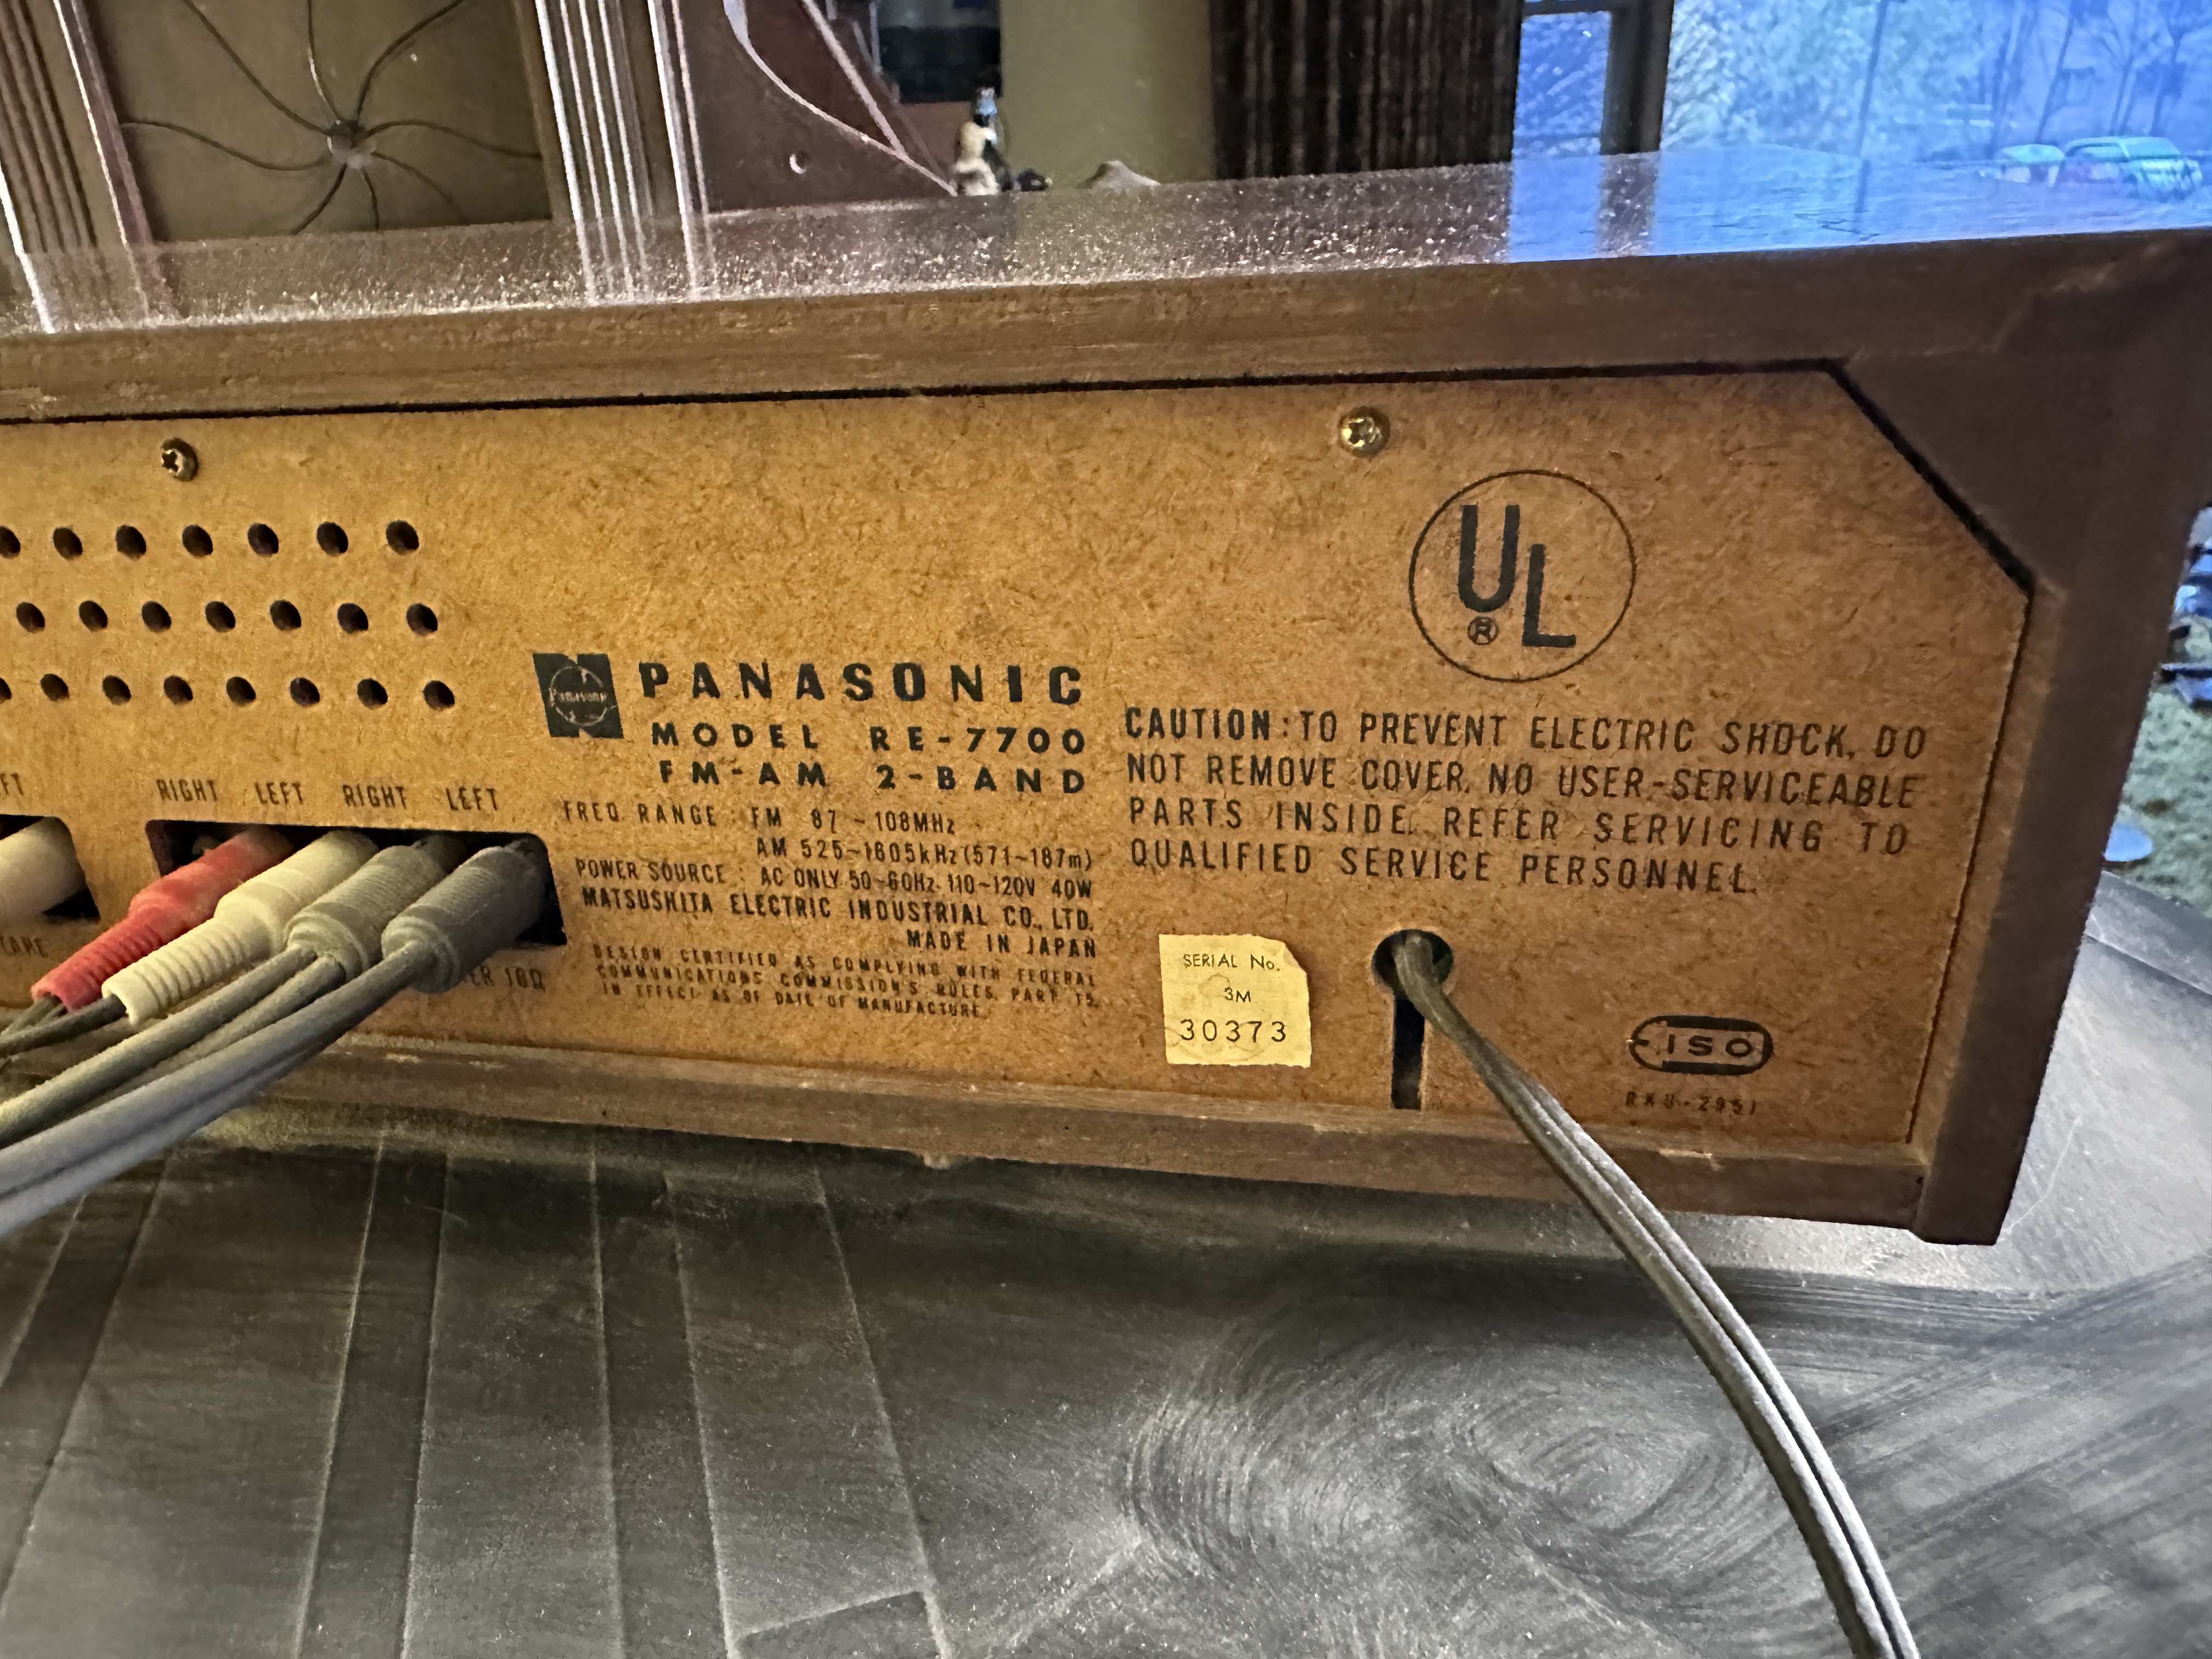 UL
®
Panasonic
PANASONIC
MODEL RE-7700
FM-AM 2-BAND
FREQ. RANGE : FM 87~108MHz
AM 525~1605kHz(571~187m)
POWER SOURCE : AC ONLY 50~60Hz 110~120V 40W
MATSUSHITA ELECTRIC INDUSTRIAL CO., LTD.
MADE IN JAPAN
DESIGN CERTIFIED AS COMPLYING WITH FEDERAL
COMMUNICATIONS COMMISSION'S RULES, PART 15,
IN EFFECT AS OF DATE OF MANUFACTURE.
CAUTION : TO PREVENT ELECTRIC SHOCK, DO
NOT REMOVE COVER. NO USER-SERVICEABLE
PARTS INSIDE. REFER SERVICING TO
QUALIFIED SERVICE PERSONNEL.
RIGHT LEFT RIGHT LEFT
TAPE
16Ω
SERIAL No.
3M
30373
ISO